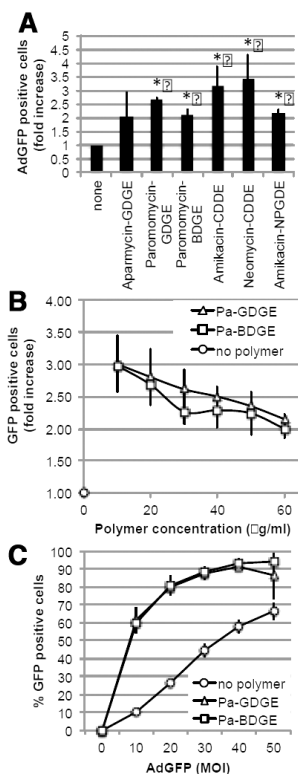 A
AdGFP positive cells
(fold increase)
5
4.5
4
3.5
3
2.5
2
1.5
1
0.5
*?
*?
*?
*?
*?
none
Aparmycin-GDGE
Paromomycin-
GDGE
Paromomycin-
BDGE
Amikacin-CDDE
Neomycin-CDDE
Amikacin-NPGDE
B
GFP positive cells
(fold increase)
4.00
3.50
3.00
2.50
2.00
1.50
1.00
Pa-GDGE
Pa-BDGE
no polymer
0 20 40 60
Polymer concentration (□g/ml)
C
% GFP positive cells
100
90
80
70
60
50
40
30
20
10
0
no polymer
Pa-GDGE
Pa-BDGE
0 10 20 30 40 50
AdGFP (MOI)